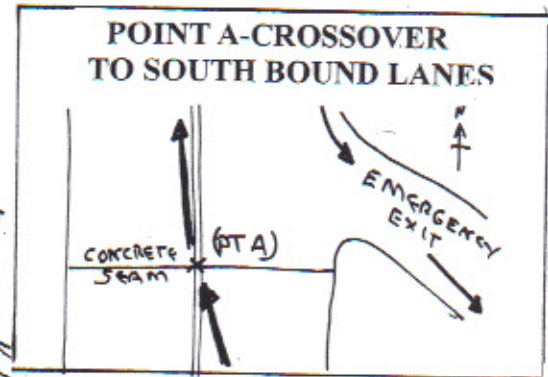 POINT A-CROSSOVER
TO SOUTH BOUND LANES
N
EMERGENCY
EXIT
(PT A)
CONCRETE
SEAM